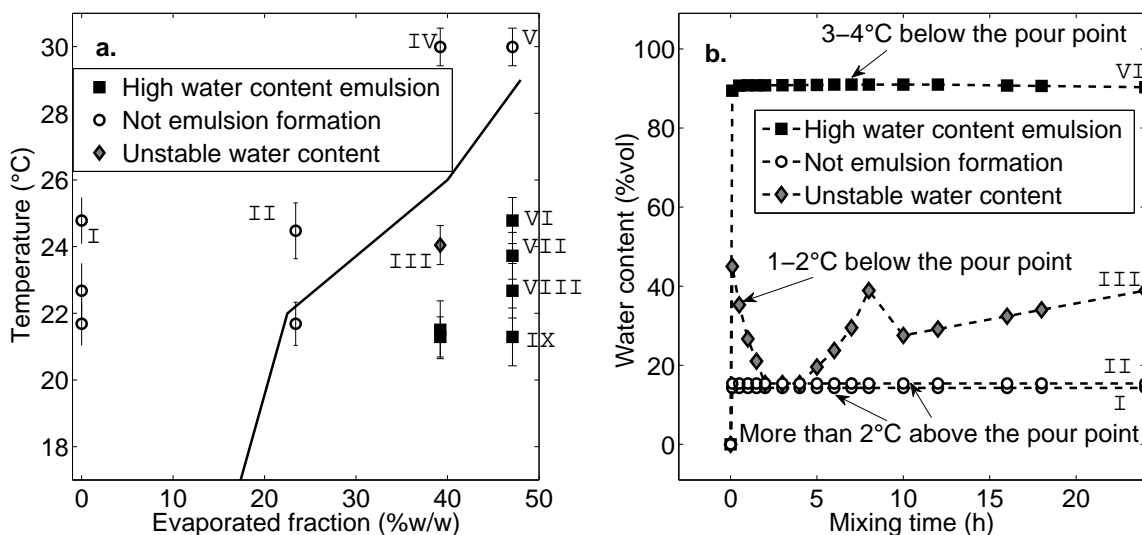 a.
High water content emulsion
Not emulsion formation
Unstable water content
I
II
III
IV
V
VI
VII
VIII
IX
30
28
26
24
22
20
18
Temperature (°C)
0 10 20 30 40 50
Evaporated fraction (%w/w)
b.
3−4°C below the pour point
VI
High water content emulsion
Not emulsion formation
Unstable water content
1−2°C below the pour point
III
II
I
More than 2°C above the pour point
100
80
60
40
20
0
Water content (%vol)
0 5 10 15 20
Mixing time (h)